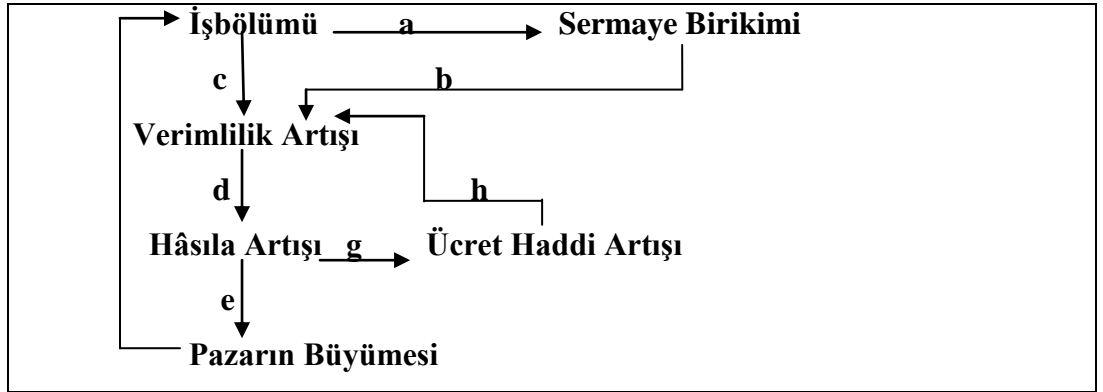 İşbölümü a Sermaye Birikimi
c b
Verimlilik Artışı
d h
Hâsıla Artışı g Ücret Haddi Artışı
e
Pazarın Büyümesi